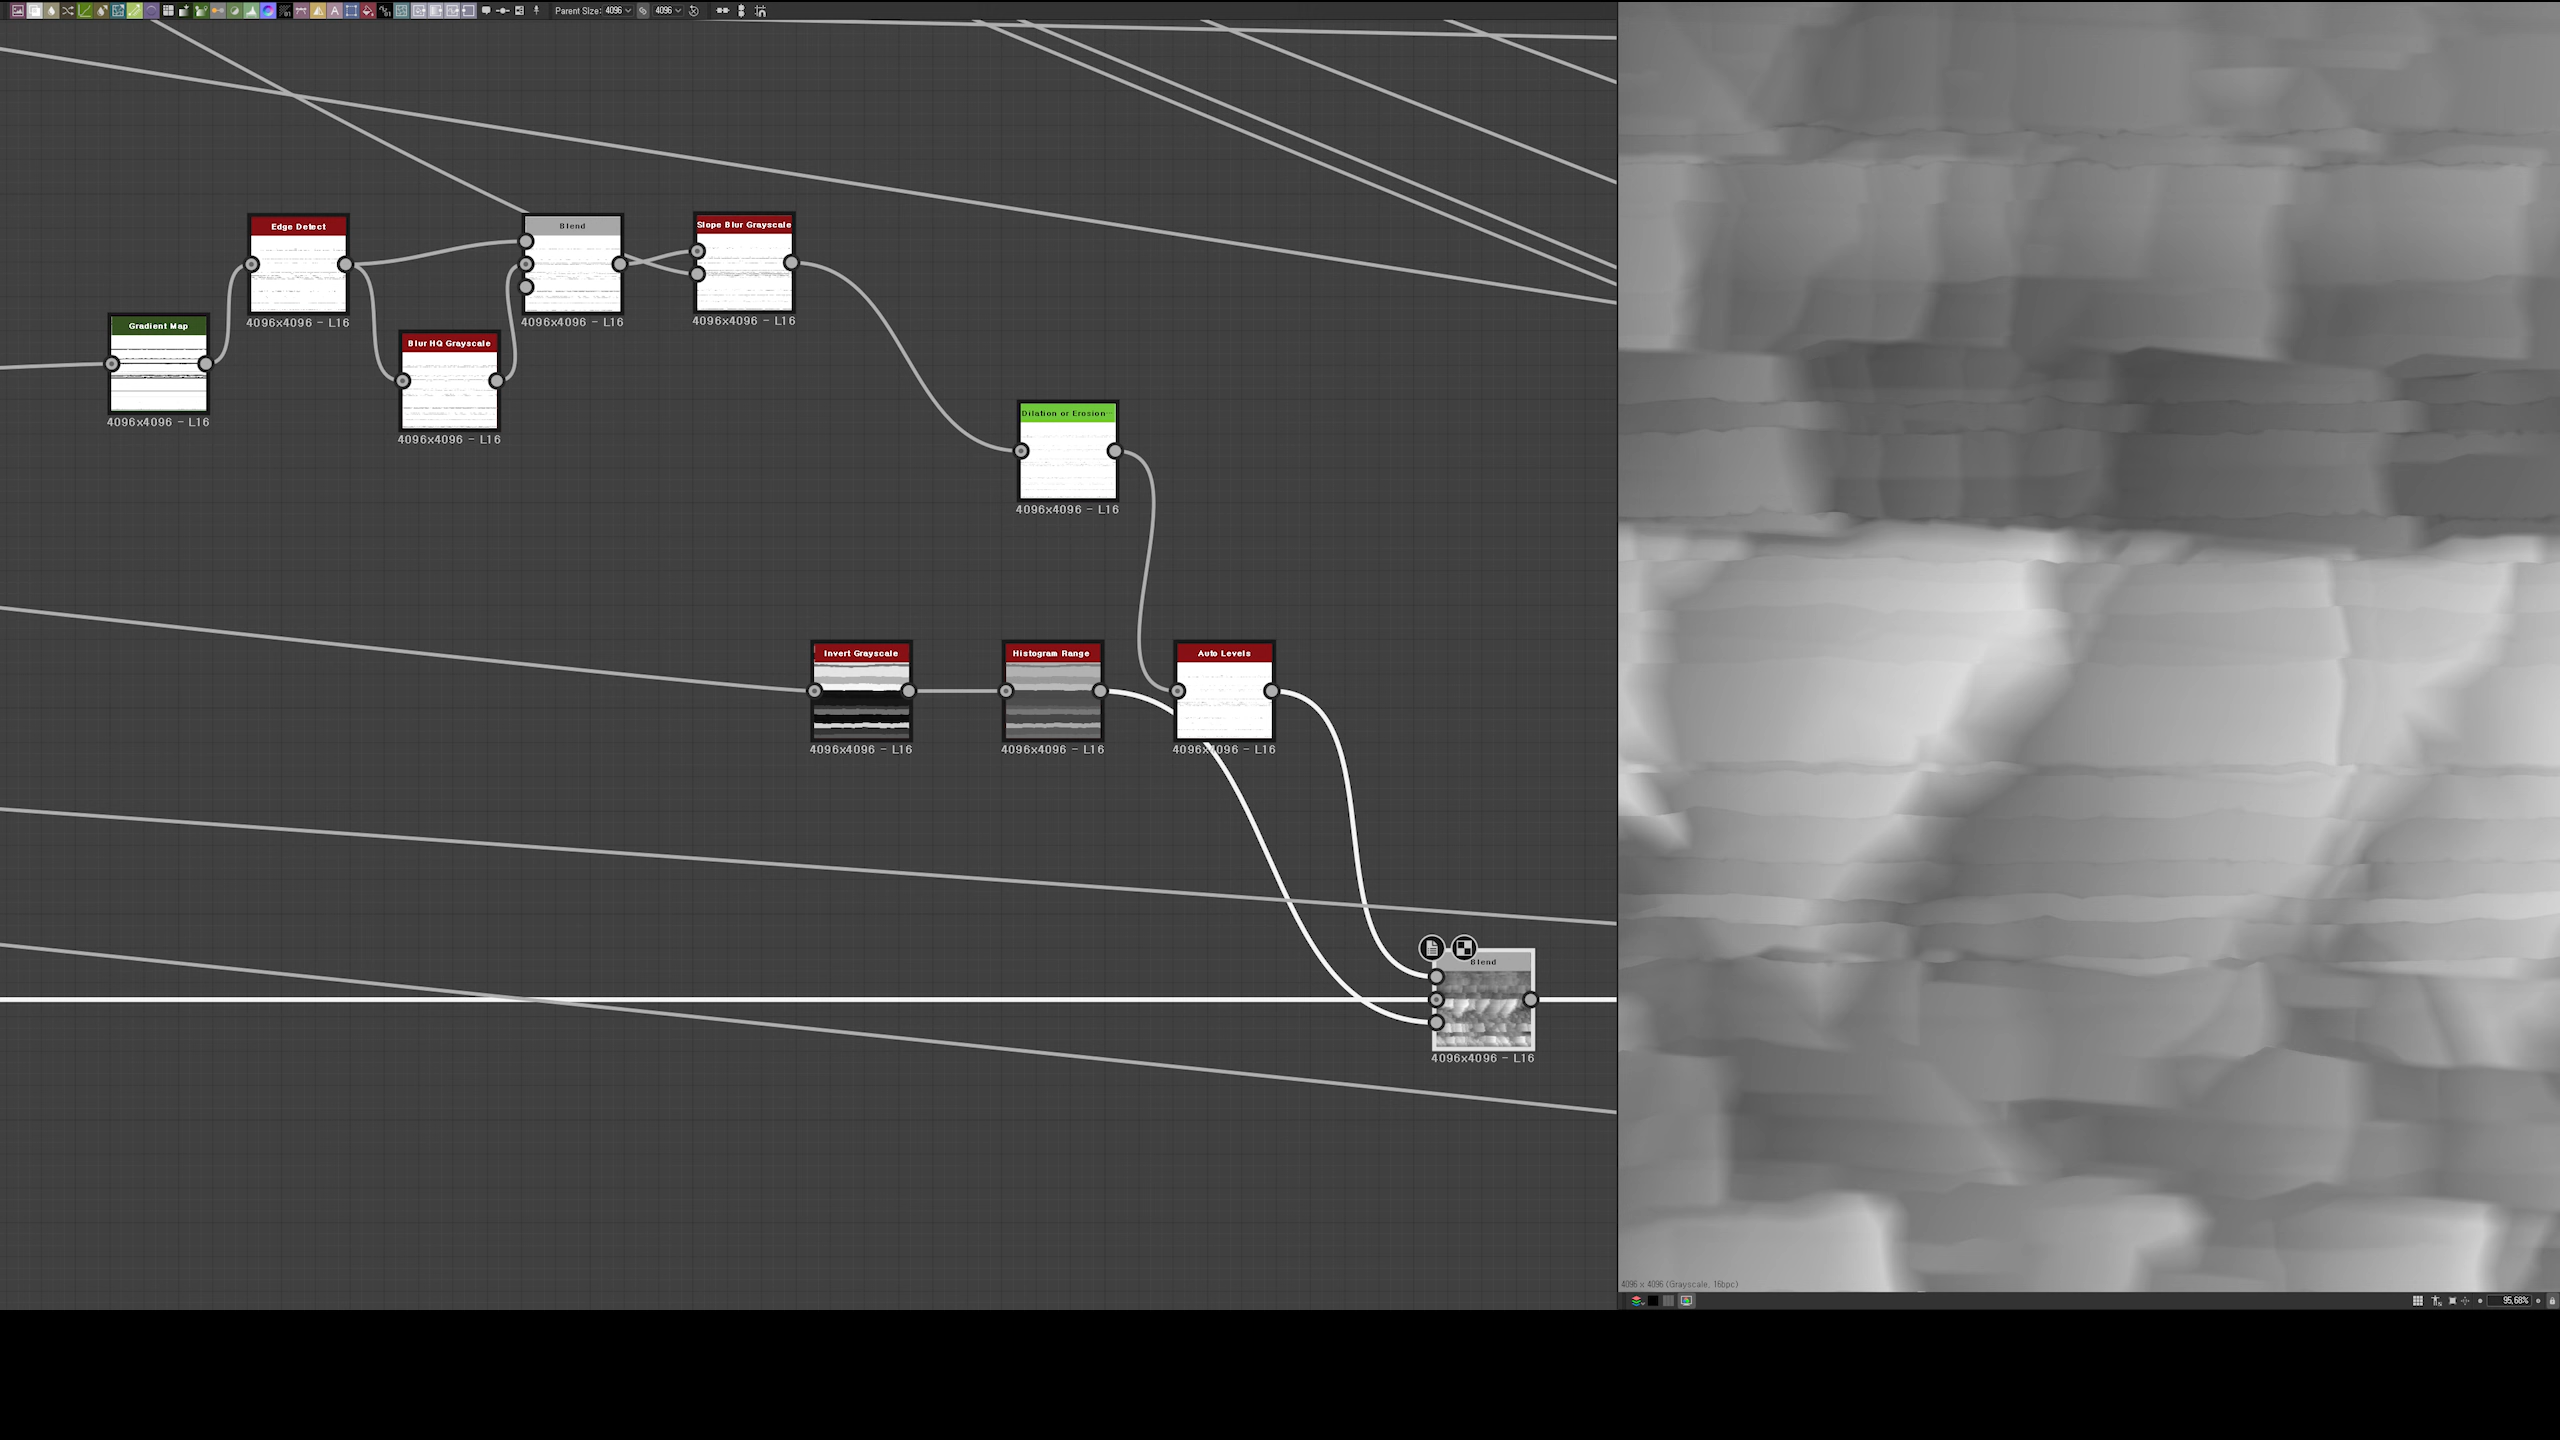 Parent Size: 4096 4096
Edge Detect
4096x4096 - L16
Blend
4096x4096 - L16
Slope Blur Grayscale
4096x4096 - L16
Gradient Map
4096x4096 - L16
Blur HQ Grayscale
4096x4096 - L16
Dilation or Erosion...
4096x4096 - L16
Invert Grayscale
4096x4096 - L16
Histogram Range
4096x4096 - L16
Auto Levels
4096x4096 - L16
Blend
4096x4096 - L16
4096 x 4096 (Grayscale, 16bpc)
95,68%